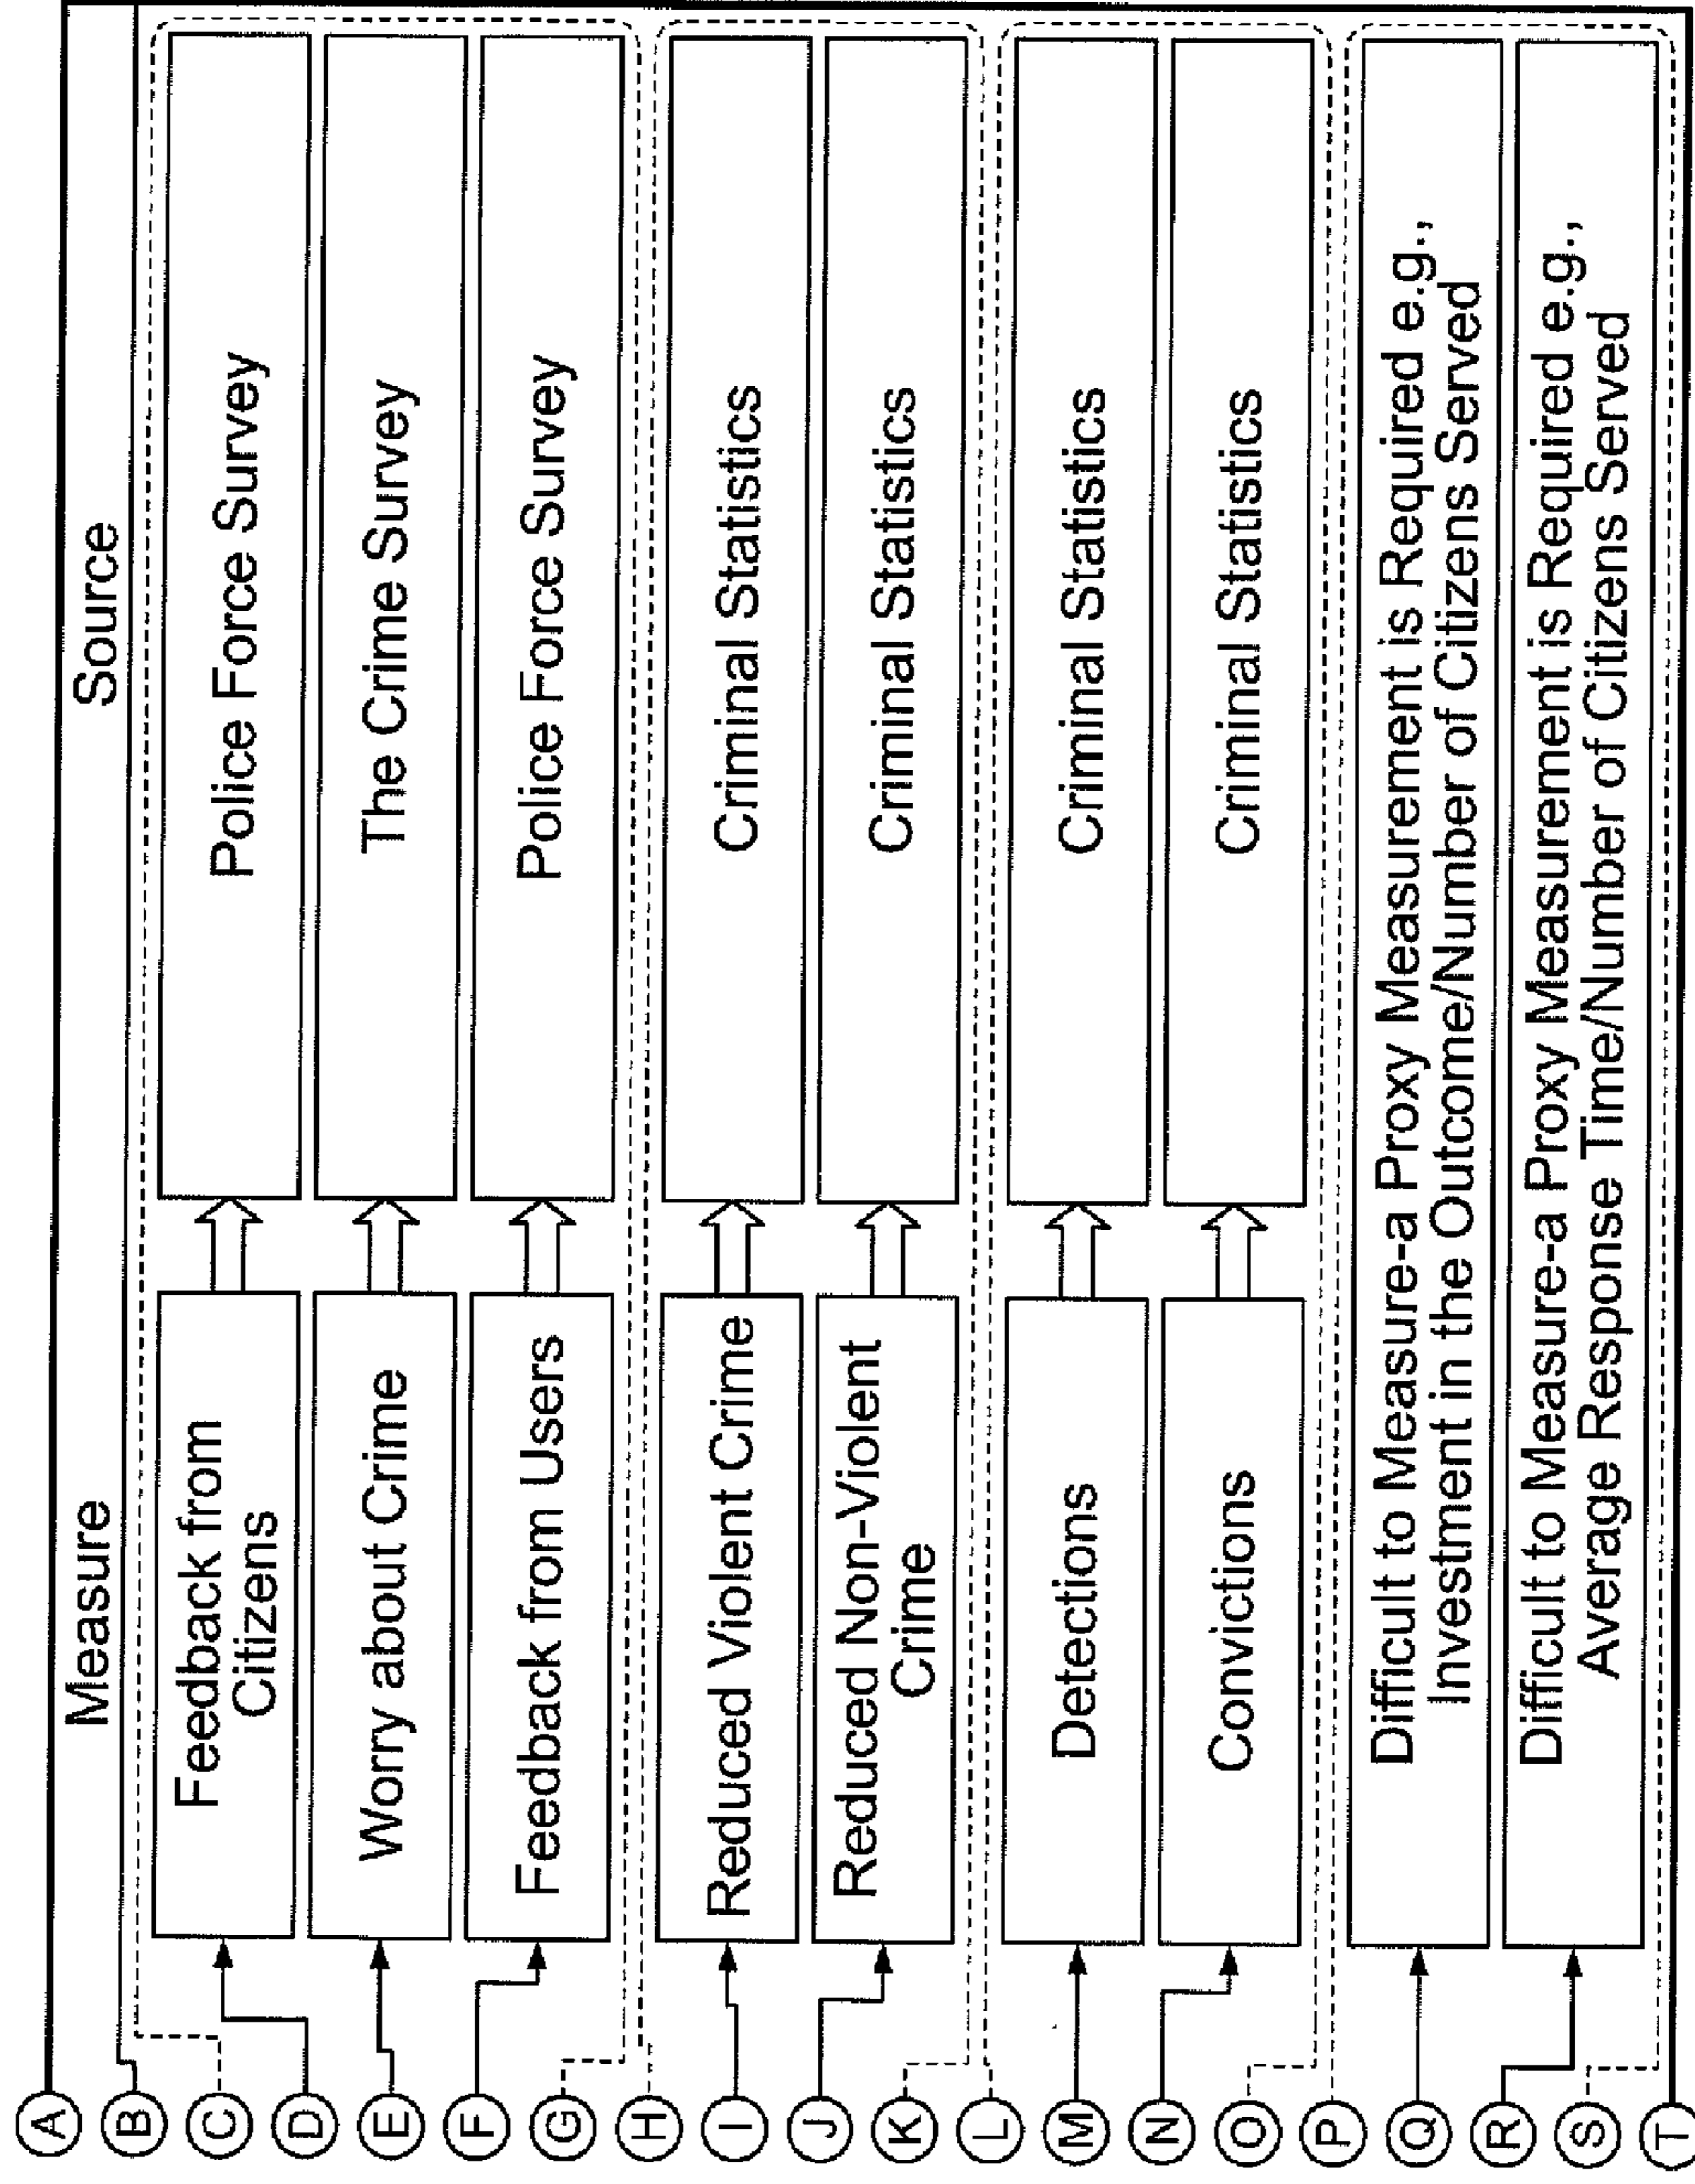 Measure
Source
A
B
C
D
Feedback from
Citizens
Police Force Survey
E
Worry about Crime
The Crime Survey
F
Feedback from Users
Police Force Survey
G
H
I
Reduced Violent Crime
Criminal Statistics
J
Reduced Non-Violent
Crime
Criminal Statistics
K
L
M
Detections
Criminal Statistics
N
Convictions
Criminal Statistics
O
P
Q
Difficult to Measure-a Proxy Measurement is Required e.g.,
Investment in the Outcome/Number of Citizens Served
R
Difficult to Measure-a Proxy Measurement is Required e.g.,
Average Response Time/Number of Citizens Served
S
T